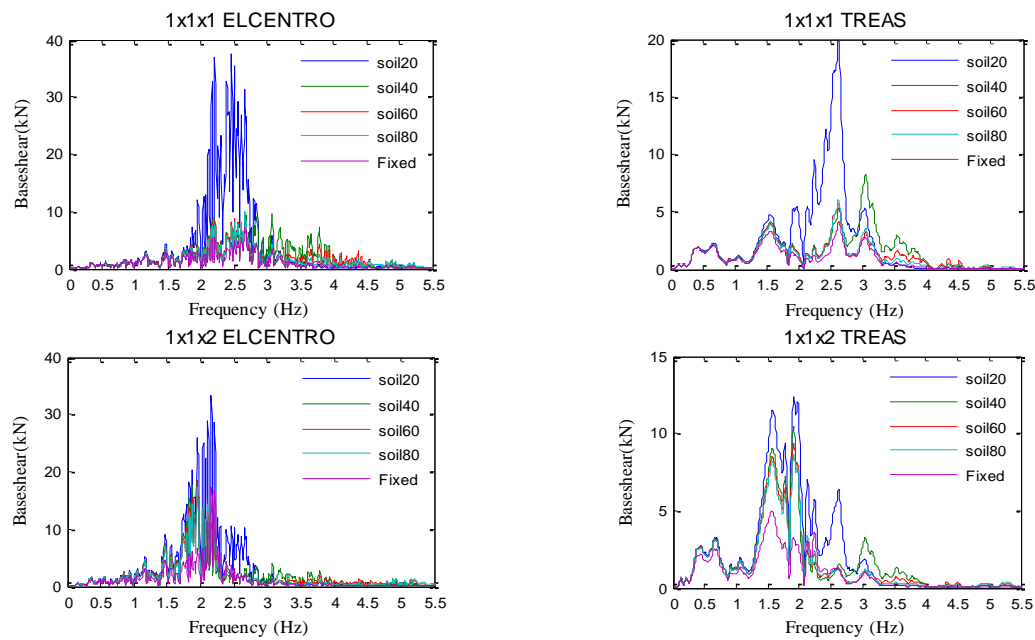 1x1x1 ELCENTRO
40
30
20
10
0
Baseshear(kN)
soil20
soil40
soil60
soil80
Fixed
0 0.5 1 1.5 2 2.5 3 3.5 4 4.5 5 5.5
Frequency (Hz)
1x1x1 TREAS
20
15
10
5
0
Baseshear(kN)
soil20
soil40
soil60
soil80
Fixed
0 0.5 1 1.5 2 2.5 3 3.5 4 4.5 5 5.5
Frequency (Hz)
1x1x2 ELCENTRO
40
30
20
10
0
Baseshear(kN)
soil20
soil40
soil60
soil80
Fixed
0 0.5 1 1.5 2 2.5 3 3.5 4 4.5 5 5.5
Frequency (Hz)
1x1x2 TREAS
15
10
5
0
Baseshear(kN)
soil20
soil40
soil60
soil80
Fixed
0 0.5 1 1.5 2 2.5 3 3.5 4 4.5 5 5.5
Frequency (Hz)